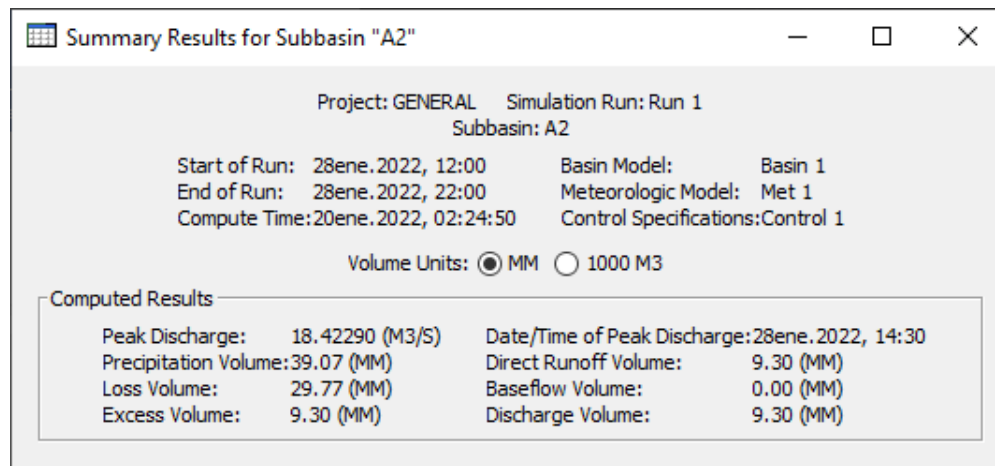 Summary Results for Subbasin "A2"
Project: GENERAL Simulation Run: Run 1
Subbasin: A2
Start of Run: 28ene.2022, 12:00 Basin Model: Basin 1
End of Run: 28ene.2022, 22:00 Meteorologic Model: Met 1
Compute Time:20ene.2022, 02:24:50 Control Specifications:Control 1
Volume Units: MM 1000 M3
Computed Results
Peak Discharge: 18.42290 (M3/S) Date/Time of Peak Discharge:28ene.2022, 14:30
Precipitation Volume:39.07 (MM) Direct Runoff Volume: 9.30 (MM)
Loss Volume: 29.77 (MM) Baseflow Volume: 0.00 (MM)
Excess Volume: 9.30 (MM) Discharge Volume: 9.30 (MM)